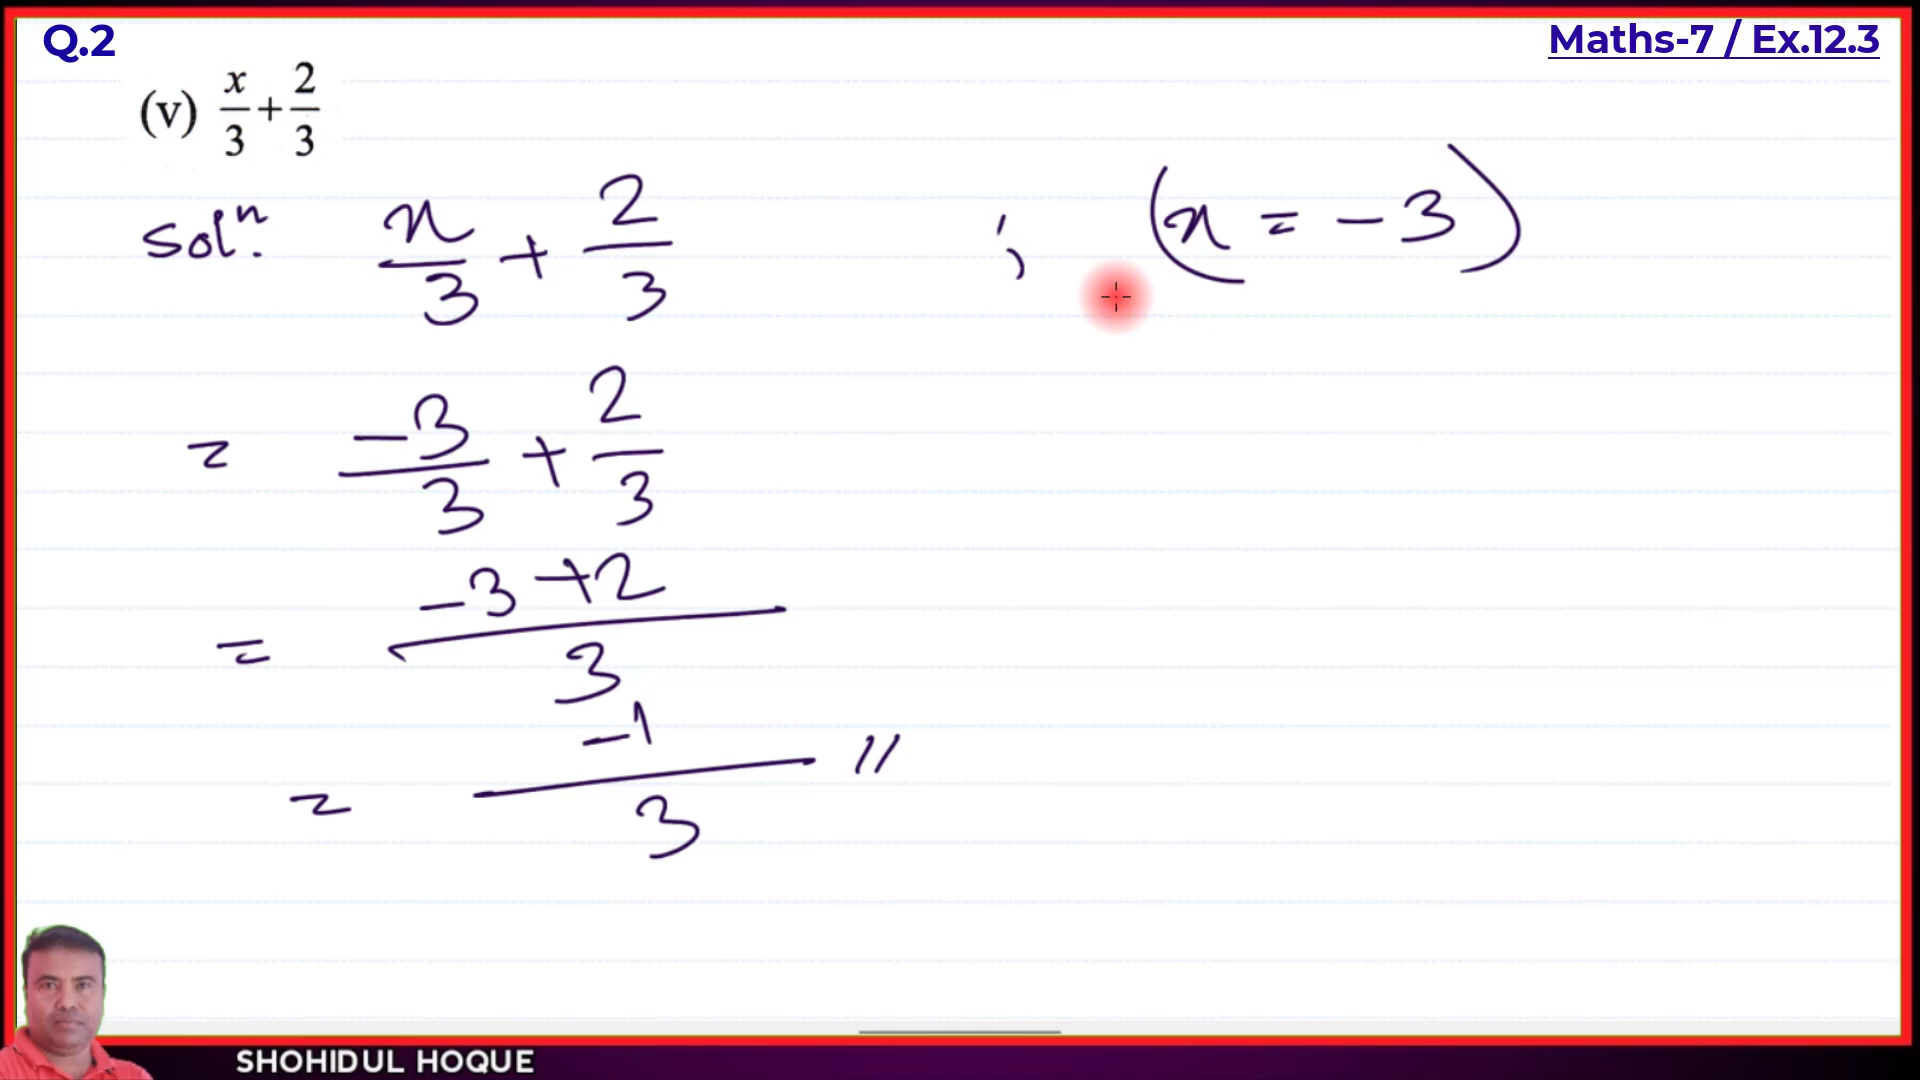 Q.2 Maths-7 / Ex.12.3
(v) x/3 + 2/3
Solⁿ. x/3 + 2/3 ; (x = -3)
= -3/3 + 2/3
= -3+2/3
= -1/3 //
SHOHIDUL HOQUE